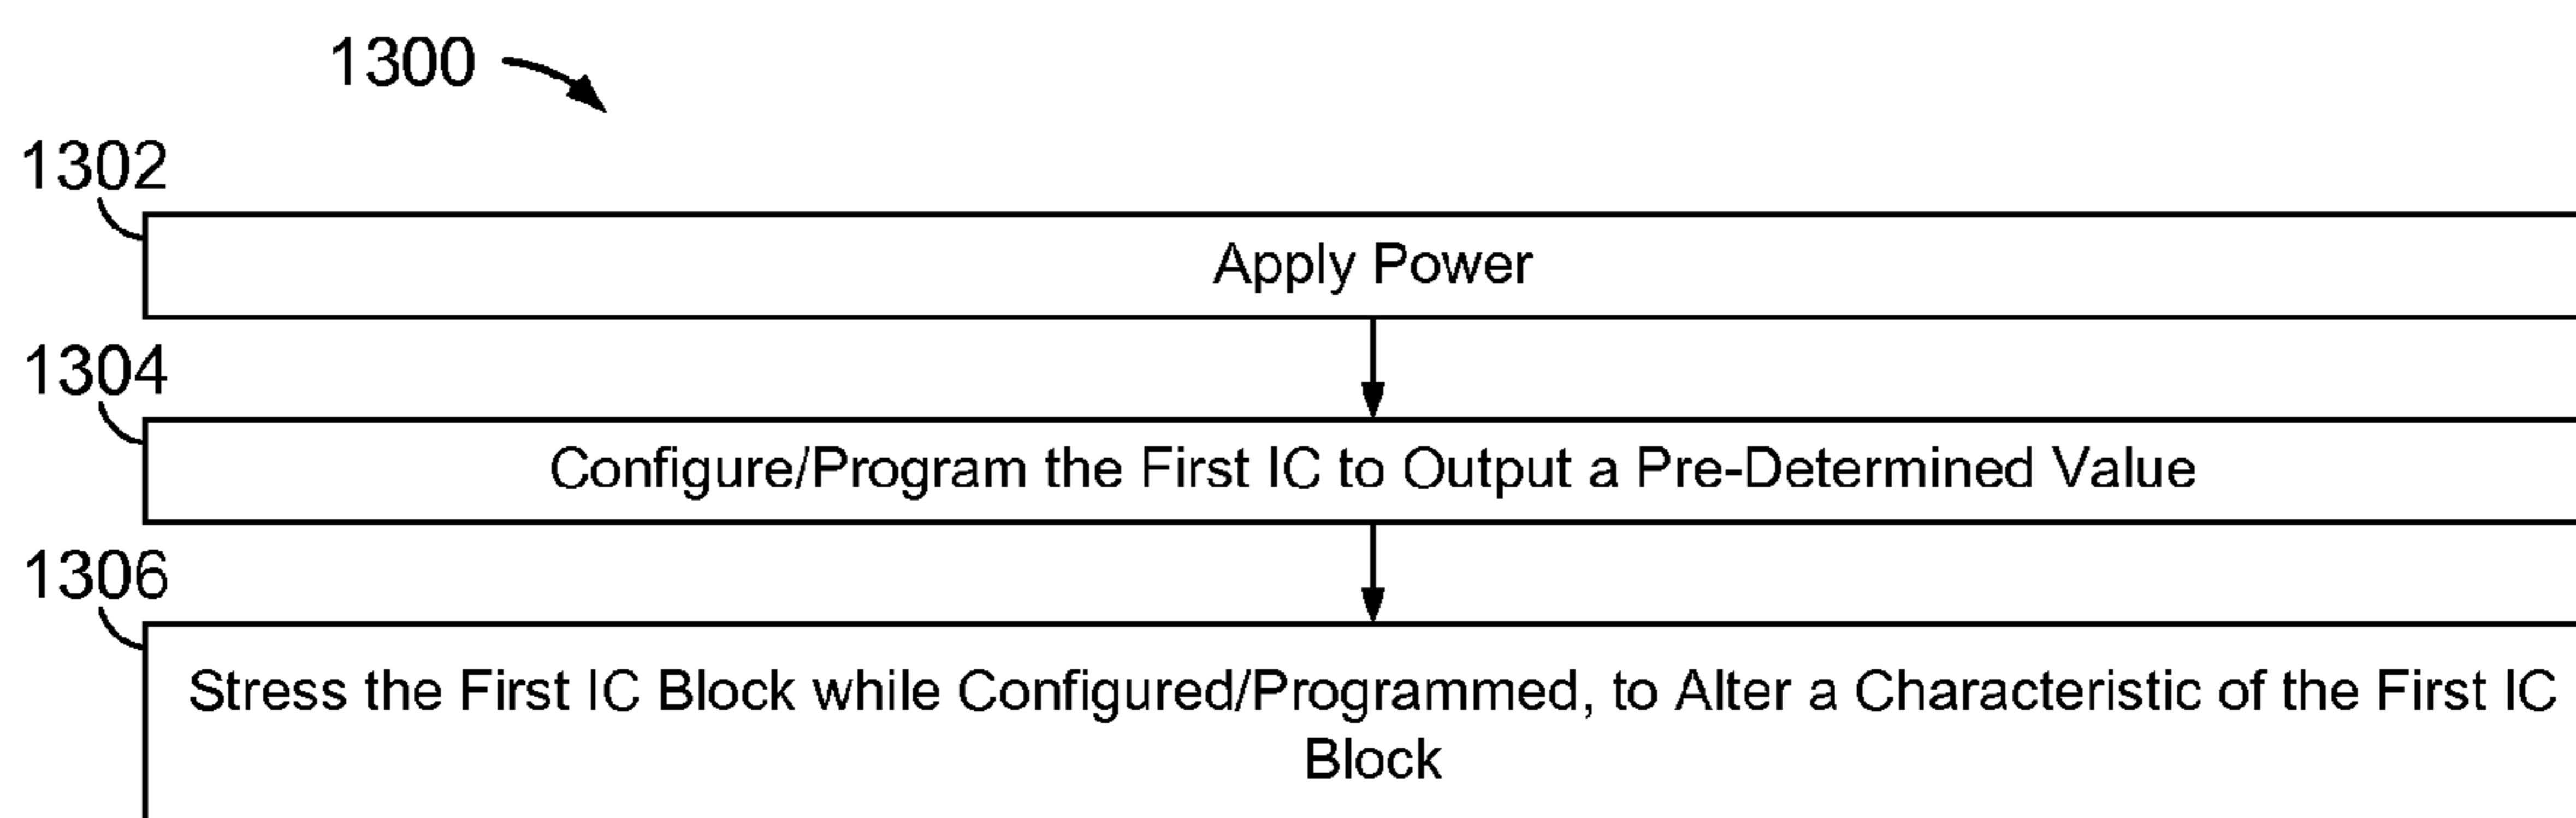 1300
1302
Apply Power
1304
Configure/Program the First IC to Output a Pre-Determined Value
1306
Stress the First IC Block while Configured/Programmed, to Alter a Characteristic of the First IC
Block